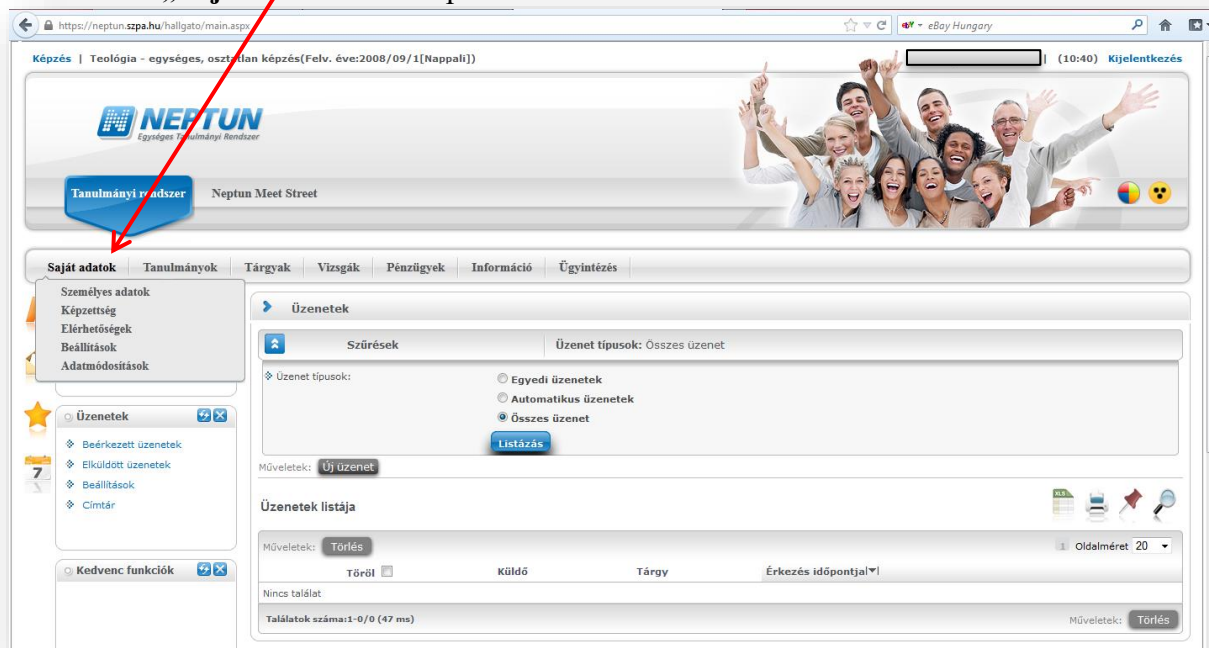 https://neptun.szpa.hu/hallgato/main.aspx
eBay Hungary
Képzés | Teológia - egységes, osztatlan képzés(Felv. éve:2008/09/1[Nappali])
| (10:40) Kijelentkezés
NEPTUN
Egységes Tanulmányi Rendszer
Tanulmányi rendszer Neptun Meet Street
Saját adatok Tanulmányok Tárgyak Vizsgák Pénzügyek Információ Ügyintézés
Személyes adatok
Képzettség
Elérhetőségek
Beállítások
Adatmódosítások
Üzenetek
Szűrések Üzenet típusok: Összes üzenet
Üzenet típusok:
Egyedi üzenetek
Automatikus üzenetek
Összes üzenet
Listázás
Műveletek: Új üzenet
Üzenetek
Beérkezett üzenetek
Elküldött üzenetek
Beállítások
Címtár
7
Kedvenc funkciók
Üzenetek listája
XLS
Műveletek: Törlés
1 Oldalméret 20
Töröl Küldő Tárgy Érkezés időpontja
Nincs találat
Találatok száma:1-0/0 (47 ms)
Műveletek: Törlés